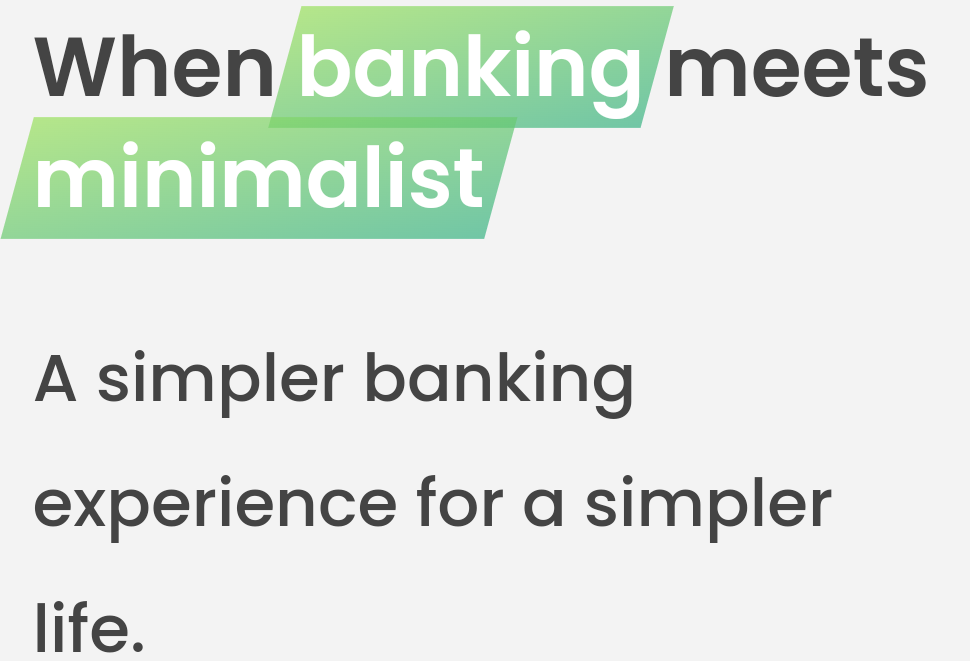 When banking meets
minimalist
A simpler banking
experience for a simpler
life.